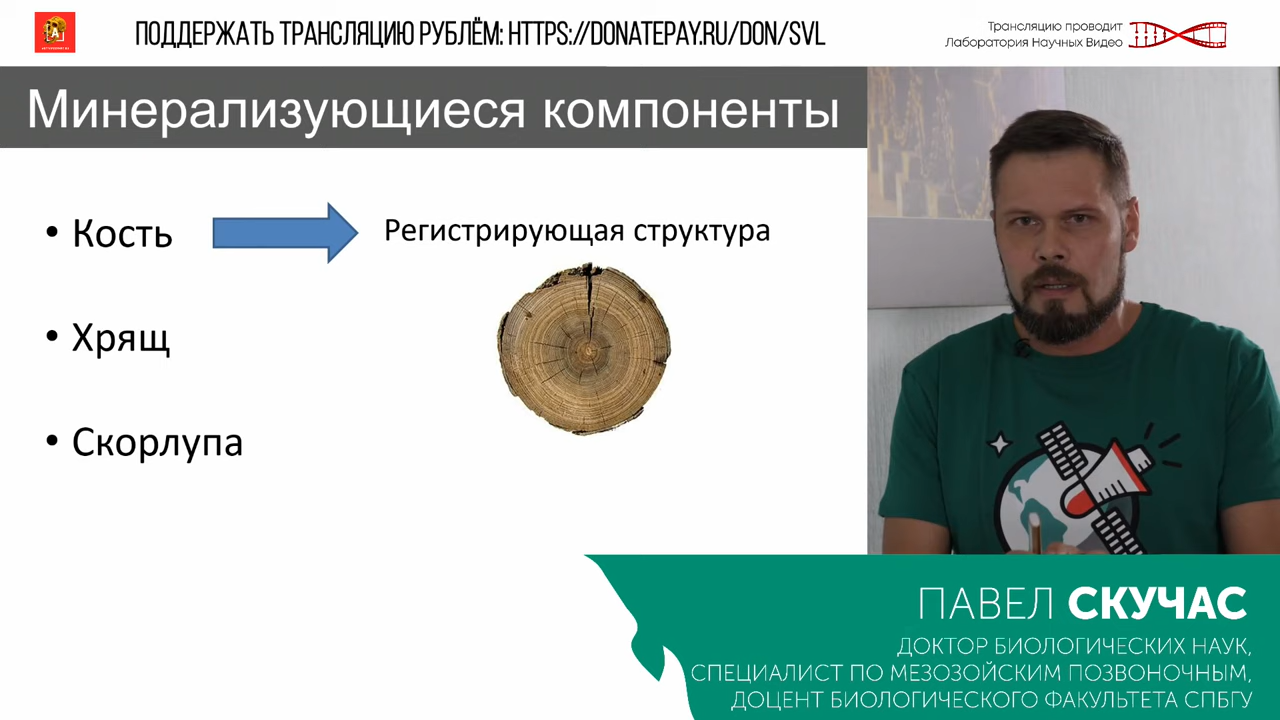 ПОДДЕРЖАТЬ ТРАНСЛЯЦИЮ РУБЛЁМ: HTTPS://DONATEPAY.RU/DON/SVL
Трансляцию проводит
Лаборатория Научных Видео
Минерализующиеся компоненты
• Кость
Регистрирующая структура
• Хрящ
• Скорлупа
ПАВЕЛ СКУЧАС
ДОКТОР БИОЛОГИЧЕСКИХ НАУК,
СПЕЦИАЛИСТ ПО МЕЗОЗОЙСКИМ ПОЗВОНОЧНЫМ,
ДОЦЕНТ БИОЛОГИЧЕСКОГО ФАКУЛЬТЕТА СПБГУ